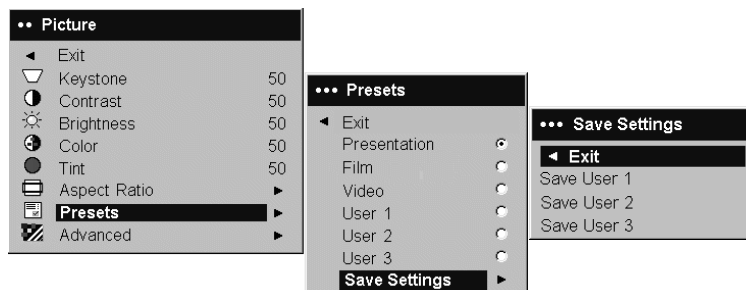 •• Picture
◄ Exit
Keystone 50
Contrast 50
Brightness 50
Color 50
Tint 50
Aspect Ratio ►
Presets ►
Advanced ►
••• Presets
◄ Exit
Presentation
Film
Video
User 1
User 2
User 3
Save Settings ►
••• Save Settings
◄ Exit
Save User 1
Save User 2
Save User 3